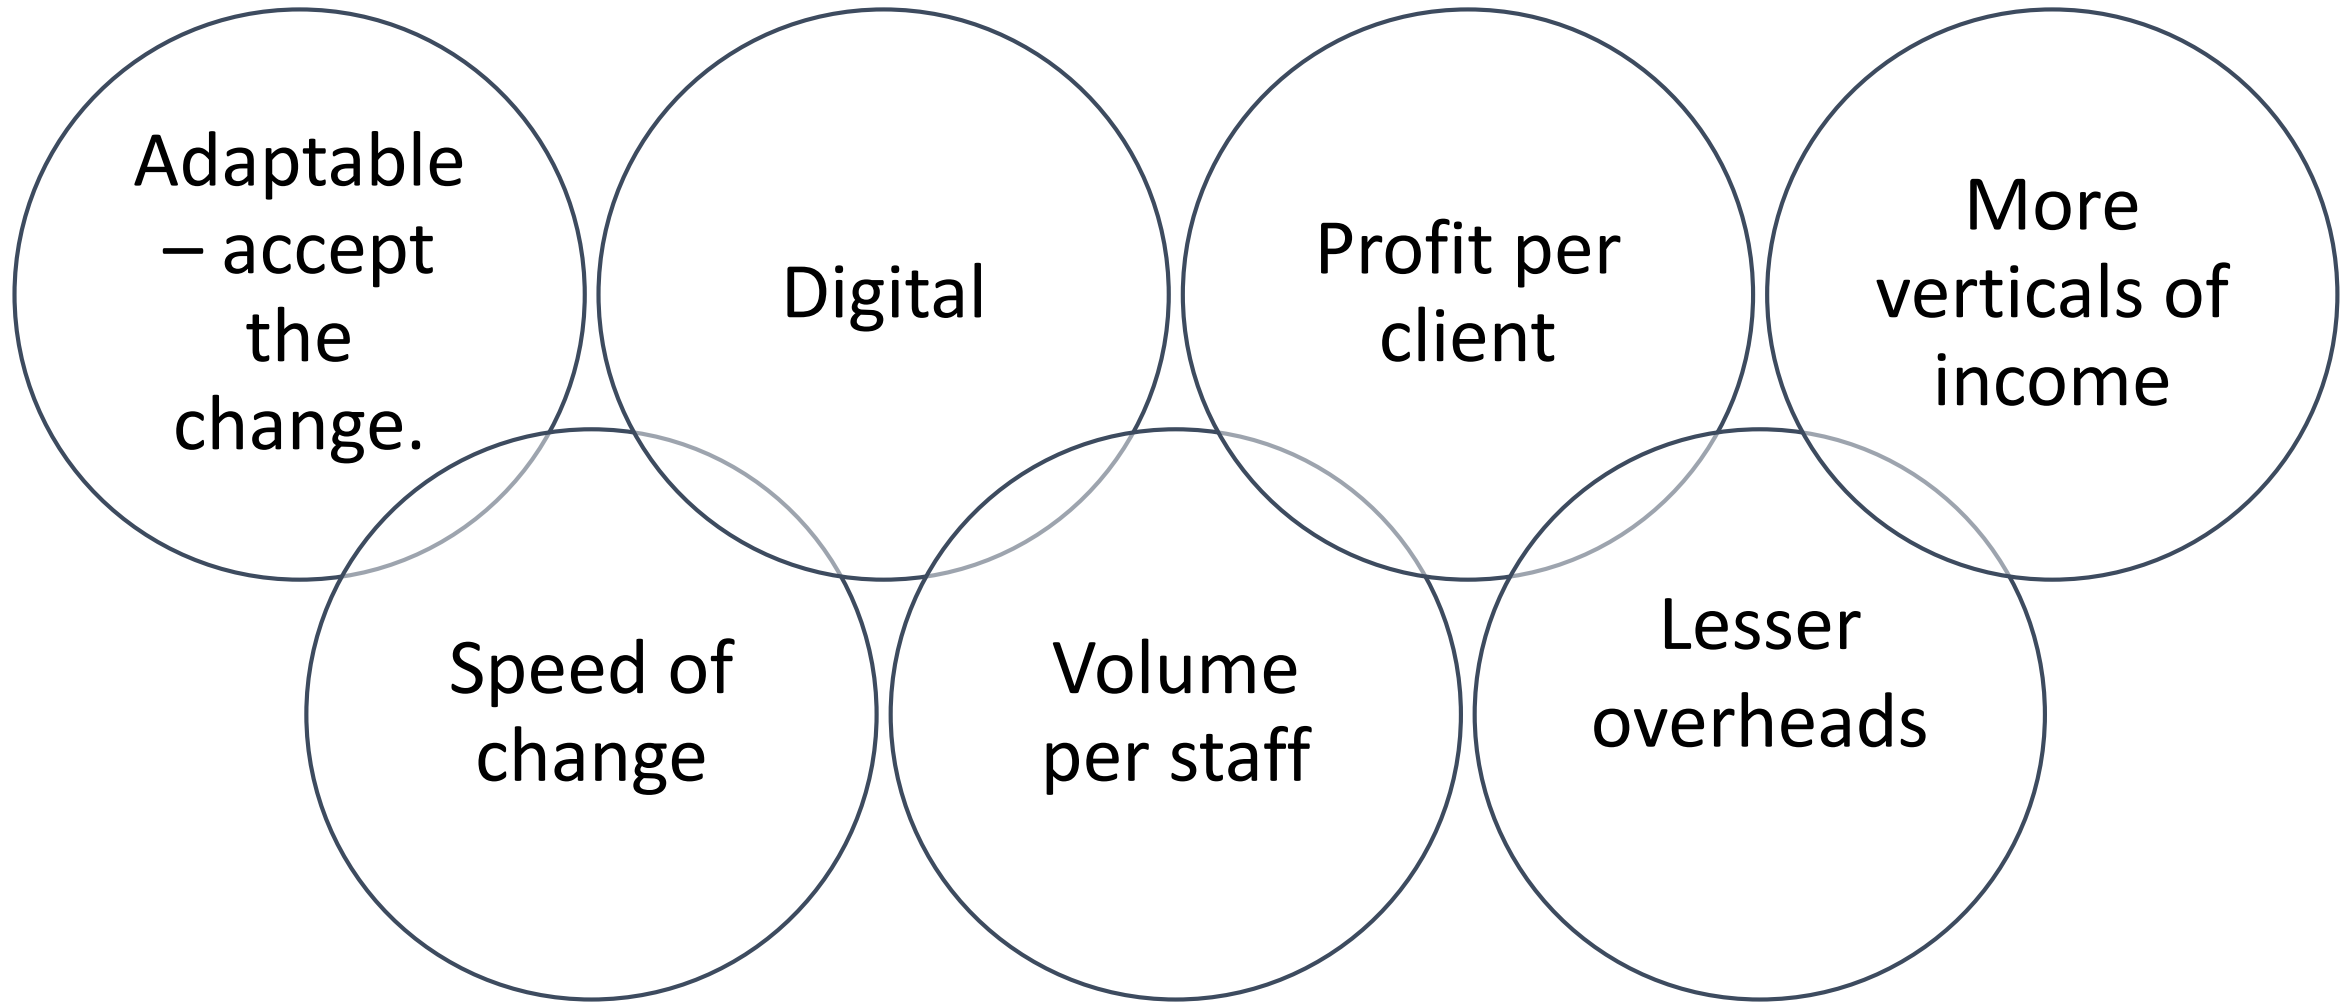 Adaptable
– accept
the
change.
Speed of
change
Digital
Volume
per staff
Profit per
client
Lesser
overheads
More
verticals of
income